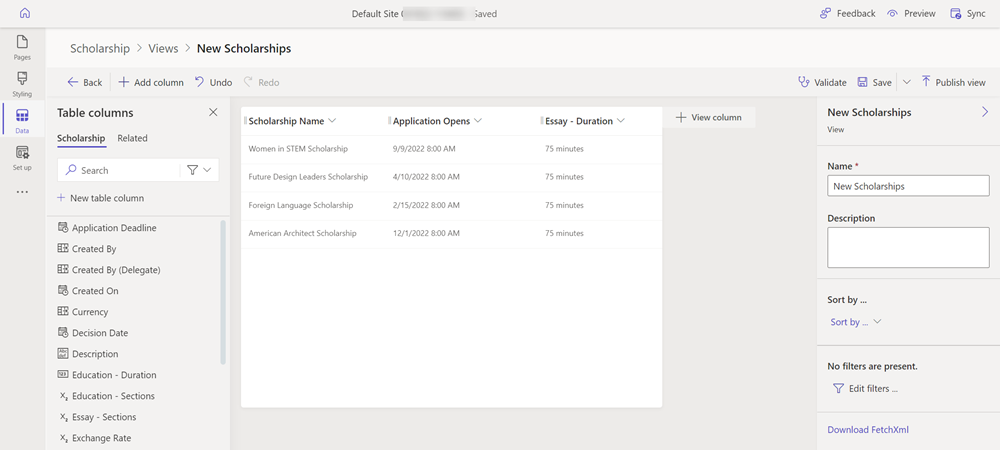 Default Site Saved
Feedback Preview Sync
Pages
Styling
Data
Set up
Scholarship > Views > New Scholarships
Back Add column Undo Redo Validate Save Publish view
Table columns
Scholarship Related
Search
New table column
Application Deadline
Created By
Created By (Delegate)
Created On
Currency
Decision Date
Description
Education - Duration
Education - Sections
Essay - Sections
Exchange Rate
Scholarship Name Application Opens Essay - Duration
Women in STEM Scholarship 9/9/2022 8:00 AM 75 minutes
Future Design Leaders Scholarship 4/10/2022 8:00 AM 75 minutes
Foreign Language Scholarship 2/15/2022 8:00 AM 75 minutes
American Architect Scholarship 12/1/2022 8:00 AM 75 minutes
View column
New Scholarships
View
Name *
New Scholarships
Description
Sort by ...
Sort by ...
No filters are present.
Edit filters ...
Download FetchXml